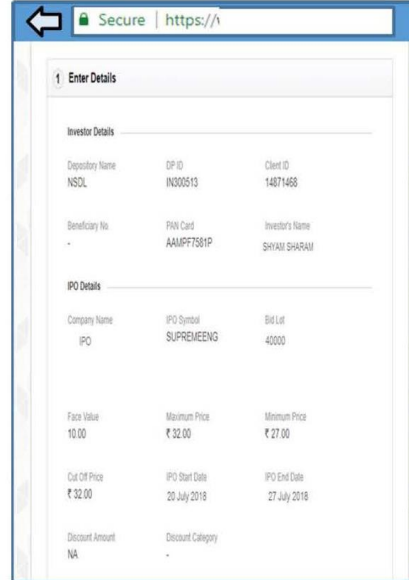 Secure | https://
1 Enter Details
Investor Details
Depository Name DP ID Client ID
NSDL IN300513 14871468
Beneficiary No. PAN Card Investor's Name
- AAMPF7581P SHYAM SHARAM
IPO Details
Company Name IPO Symbol Bid Lot
IPO SUPREMEENG 40000
Face Value Maximum Price Minimum Price
10.00 ₹ 32.00 ₹ 27.00
Cut Off Price IPO Start Date IPO End Date
₹ 32.00 20 July 2018 27 July 2018
Discount Amount Discount Category
NA -